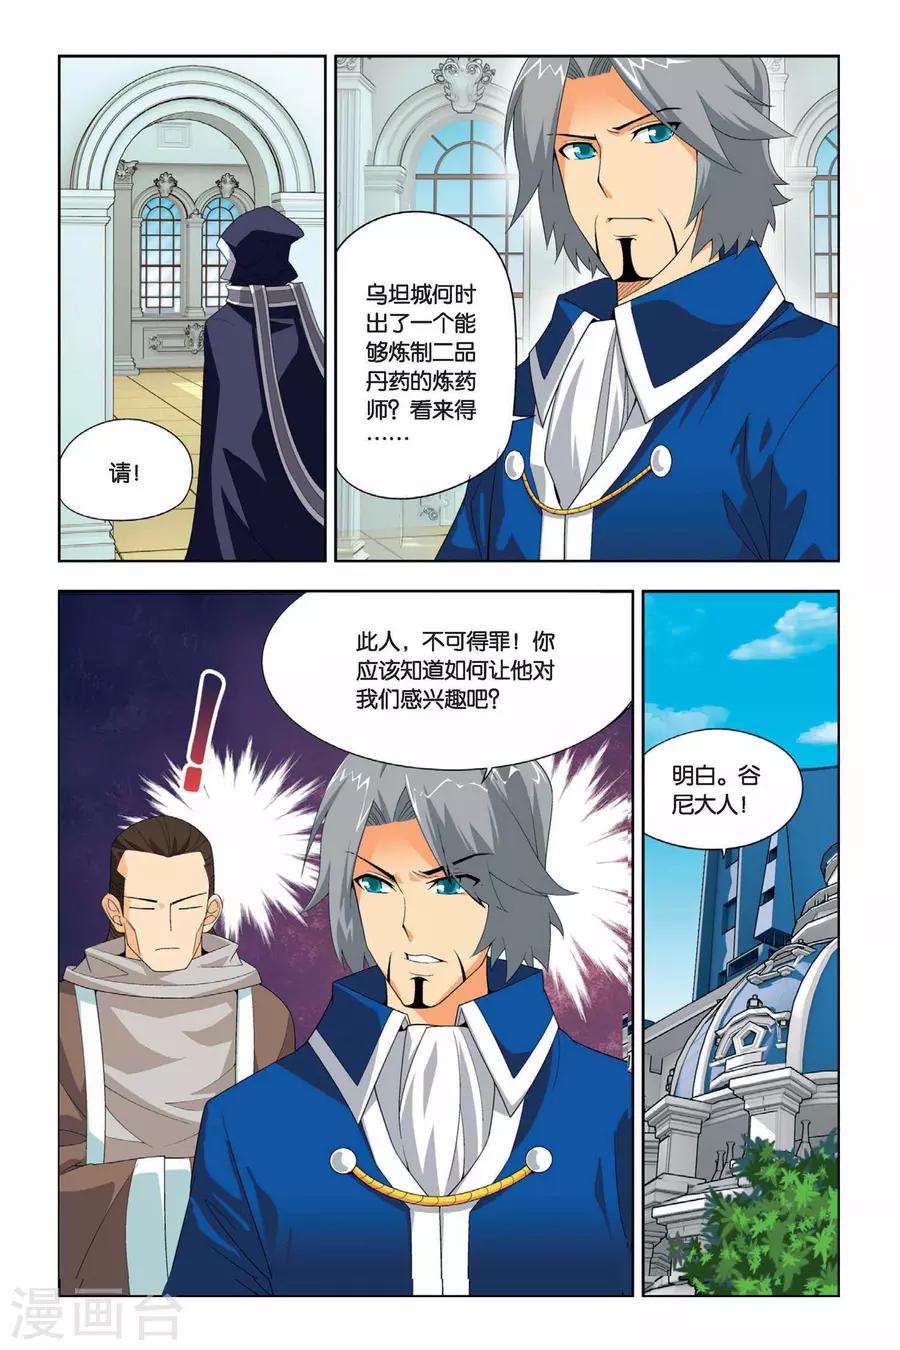 请！
乌坦城何时
出了一个能
够炼制二品
丹药的炼药
师？看来得
……
此人，不可得罪！你
应该知道如何让他对
我们感兴趣吧？
明白。谷
尼大人！
漫画台